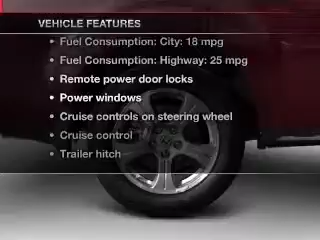 VEHICLE FEATURES
• Fuel Consumption: City: 18 mpg
• Fuel Consumption: Highway: 25 mpg
• Remote power door locks
• Power windows
• Cruise controls on steering wheel
• Cruise control
• Trailer hitch